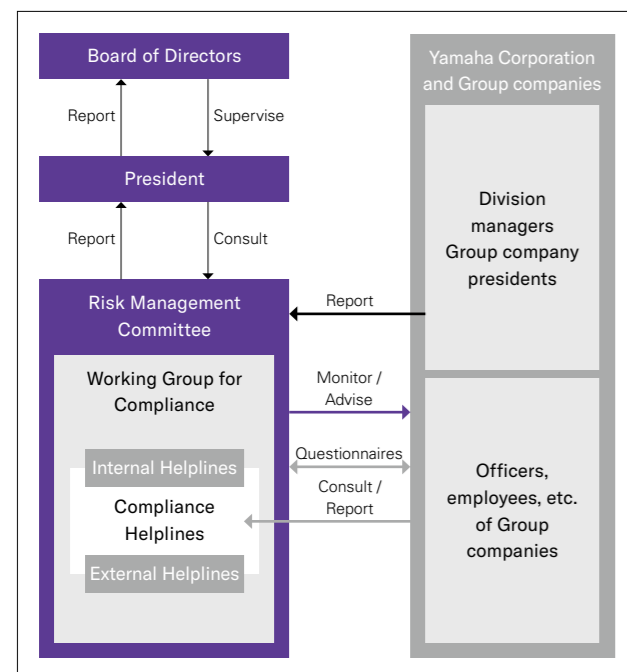 Board of Directors
Report
Supervise
President
Report
Consult
Risk Management
Committee
Working Group for
Compliance
Internal Helplines
Compliance
Helplines
External Helplines
Report
Monitor /
Advise
Questionnaires
Consult /
Report
Yamaha Corporation
and Group companies
Division
managers
Group company
presidents
Officers,
employees, etc.
of Group
companies